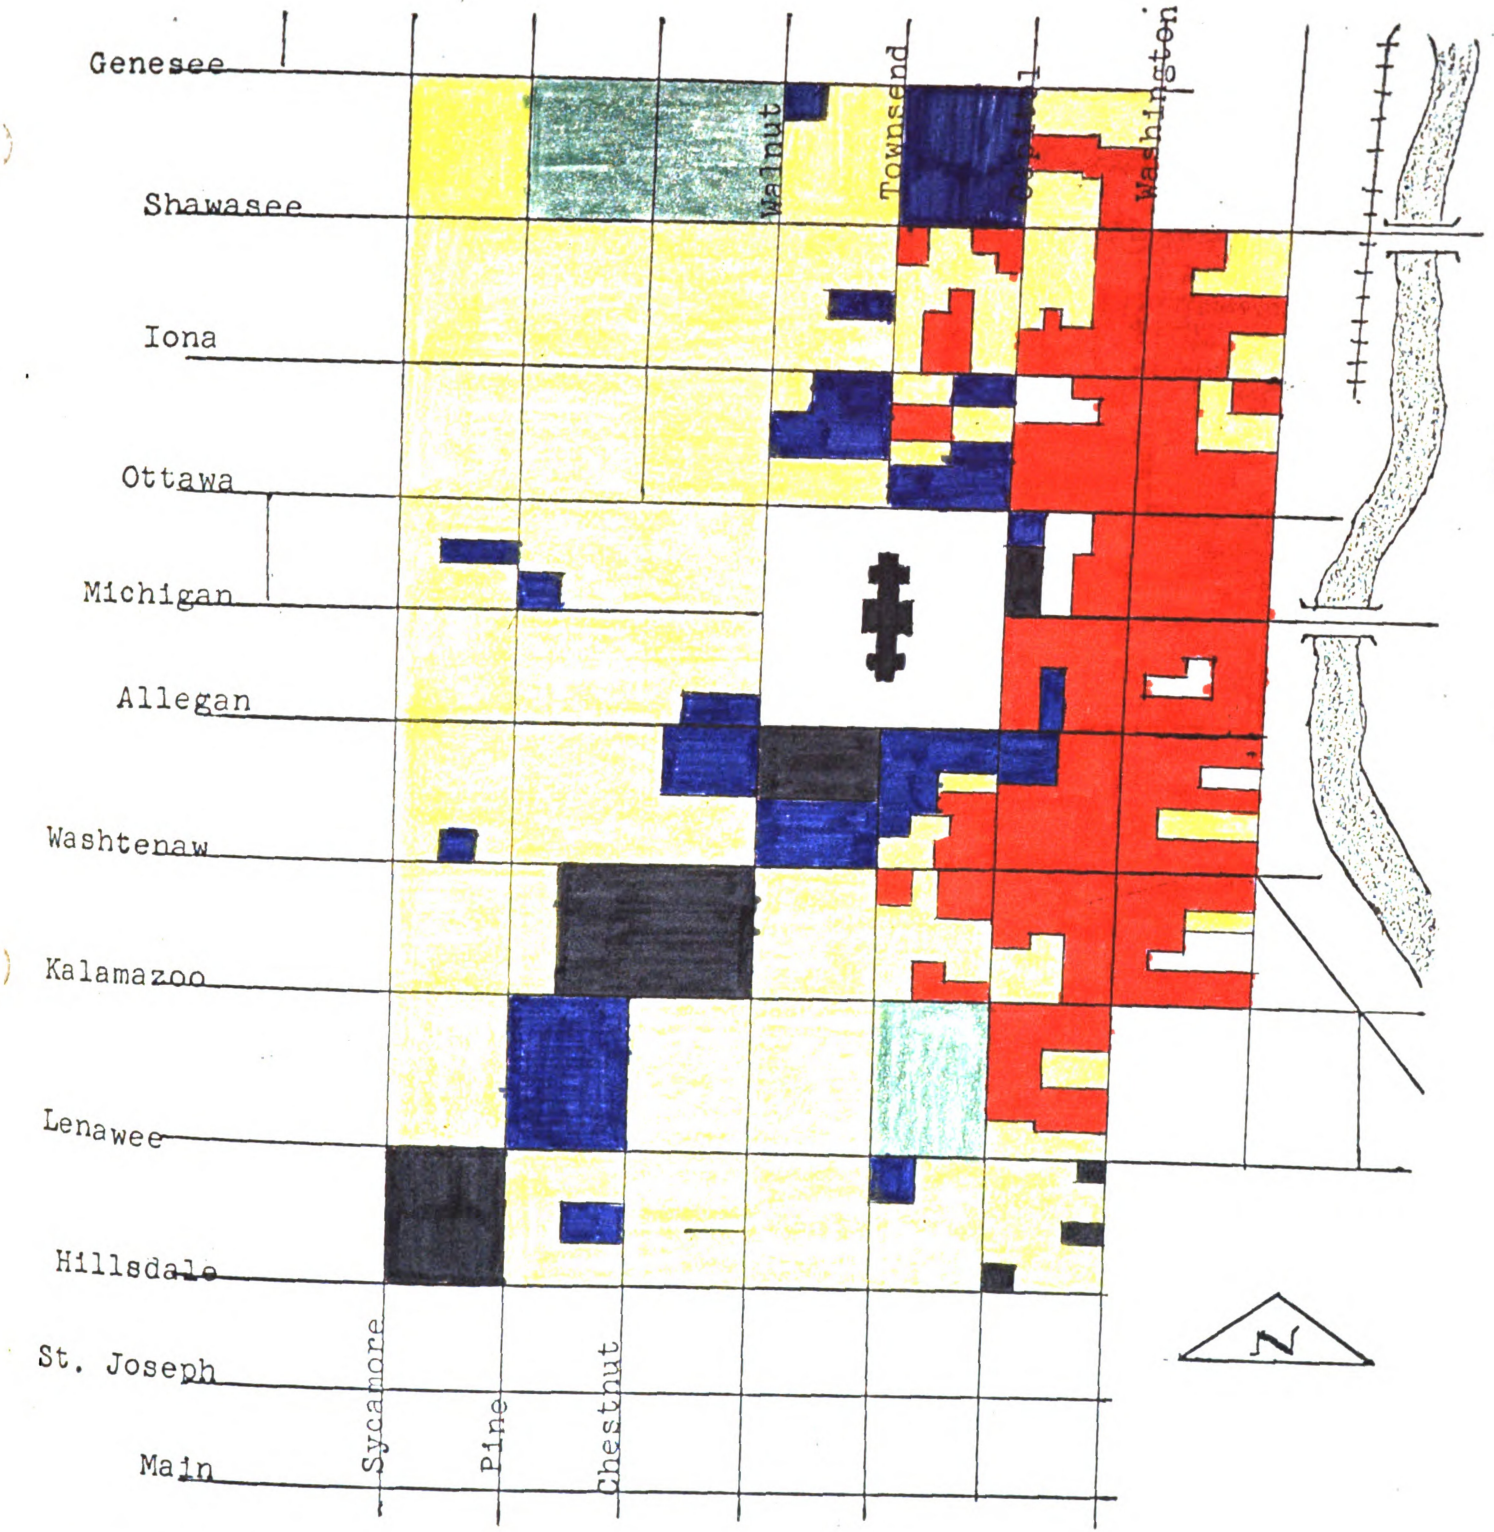 Genesee
Shawasee
Iona
Ottawa
Michigan
Allegan
Washtenaw
Kalamazoo
Lenawee
Hillsdale
St. Joseph
Main
Walnut
Townsend
Washington
Sycamore
Pine
Chestnut
N